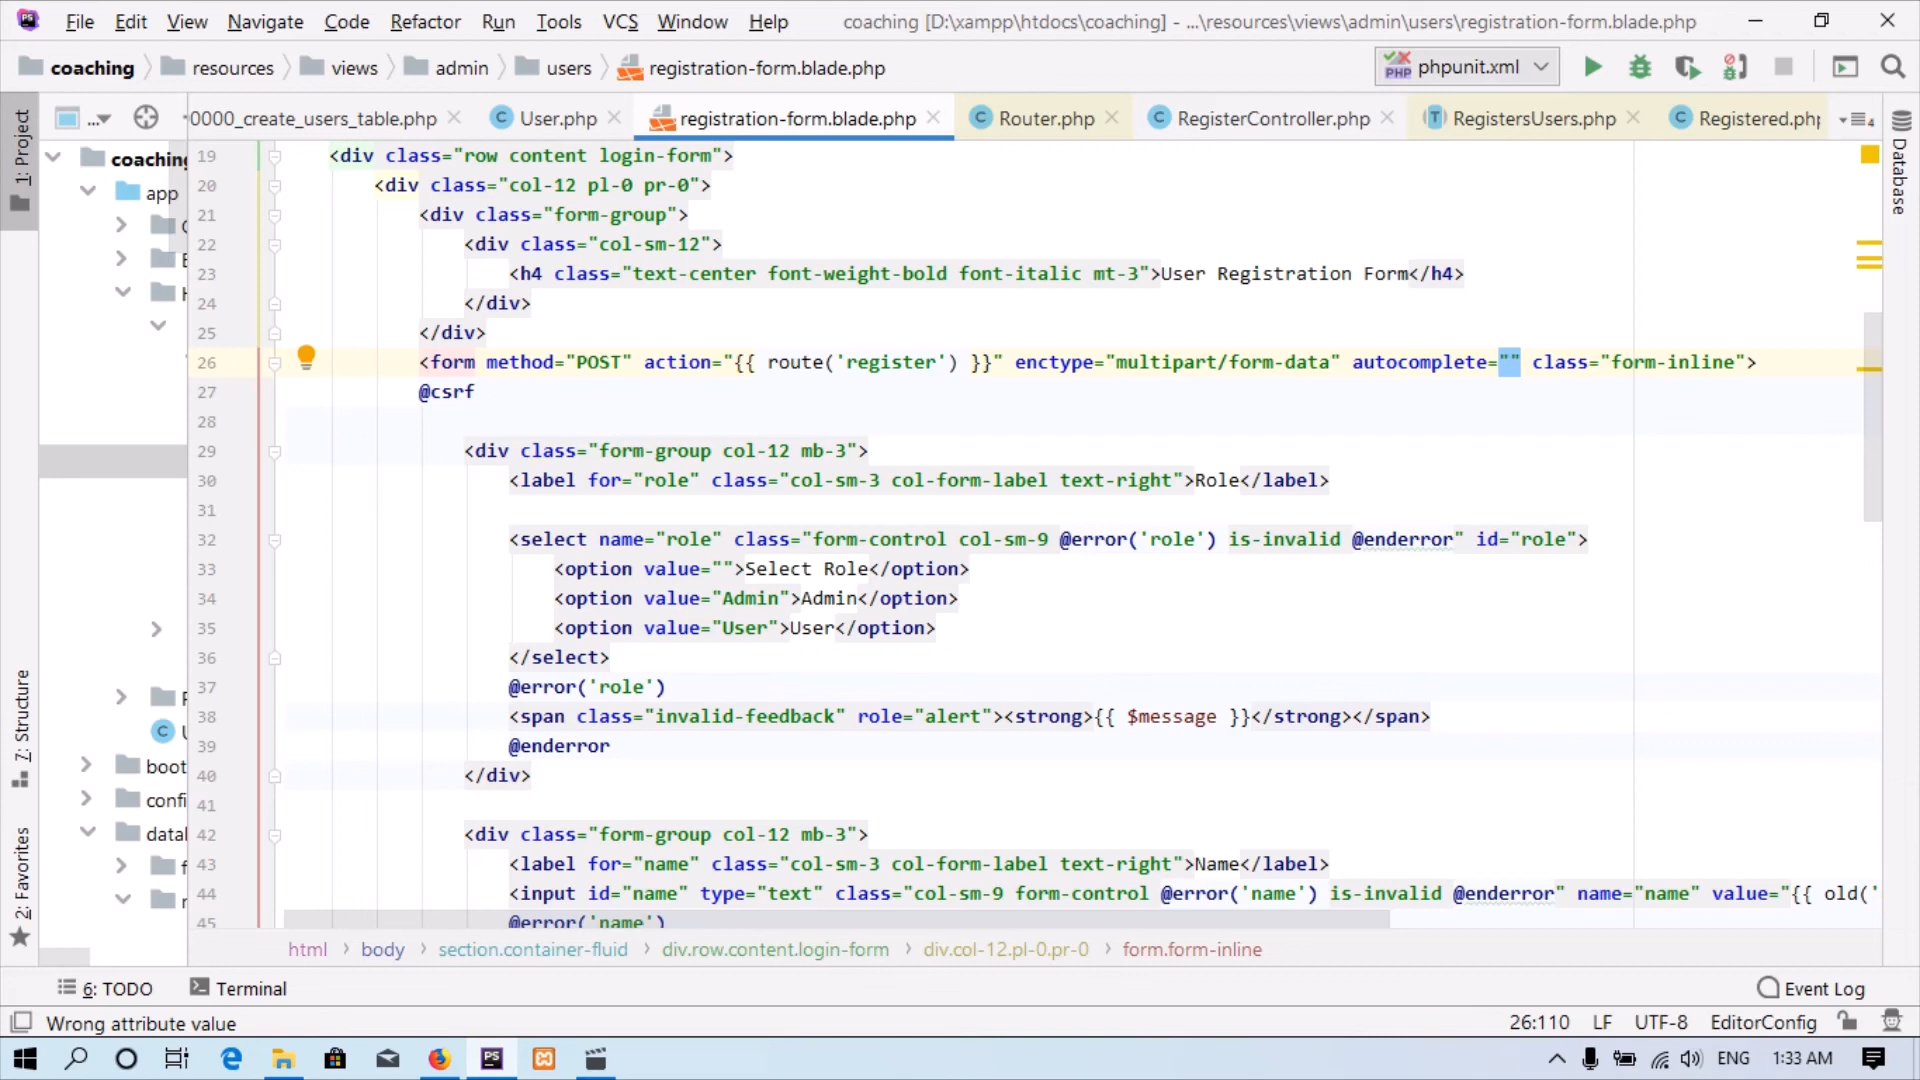 File Edit View Navigate Code Refactor Run Tools VCS Window Help coaching [D:\xampp\htdocs\coaching] - ...\resources\views\admin\users\registration-form.blade.php
coaching resources views admin users registration-form.blade.php phpunit.xml
... 0000_create_users_table.php User.php registration-form.blade.php Router.php RegisterController.php RegistersUsers.php Registered.php 4
1: Project
7: Structure
2: Favorites
coaching
app
boot
confi
Database
19 <div class="row content login-form">
20 <div class="col-12 pl-0 pr-0">
21 <div class="form-group">
22 <div class="col-sm-12">
23 <h4 class="text-center font-weight-bold font-italic mt-3">User Registration Form</h4>
24 </div>
25 </div>
26 <form method="POST" action="{{ route('register') }}" enctype="multipart/form-data" autocomplete="" class="form-inline">
27 @csrf
28
29 <div class="form-group col-12 mb-3">
30 <label for="role" class="col-sm-3 col-form-label text-right">Role</label>
31
32 <select name="role" class="form-control col-sm-9 @error('role') is-invalid @enderror" id="role">
33 <option value="">Select Role</option>
34 <option value="Admin">Admin</option>
35 <option value="User">User</option>
36 </select>
37 @error('role')
38 <span class="invalid-feedback" role="alert"><strong>{{ $message }}</strong></span>
39 @enderror
40 </div>
41
42 <div class="form-group col-12 mb-3">
43 <label for="name" class="col-sm-3 col-form-label text-right">Name</label>
44 <input id="name" type="text" class="col-sm-9 form-control @error('name') is-invalid @enderror" name="name" value="{{ old('
45 @error('name')
html body section.container-fluid div.row.content.login-form div.col-12.pl-0.pr-0 form.form-inline
6: TODO Terminal Event Log
Wrong attribute value 26:110 LF UTF-8 EditorConfig
ENG 1:33 AM